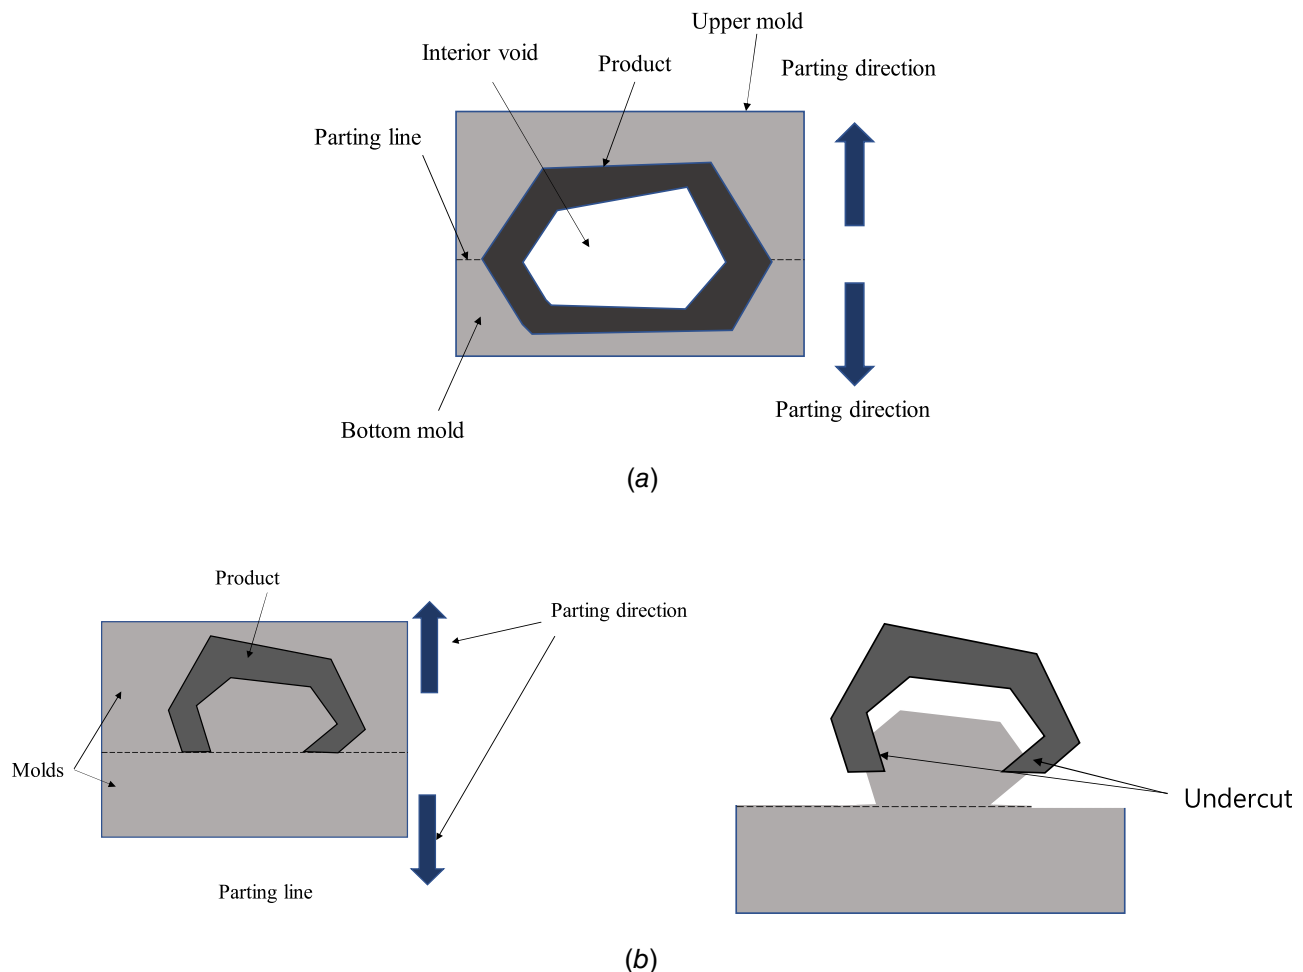 Upper mold
Interior void
Product
Parting direction
Parting line
Bottom mold
Parting direction
(a)
Product
Parting direction
Molds
Undercut
Parting line
(b)